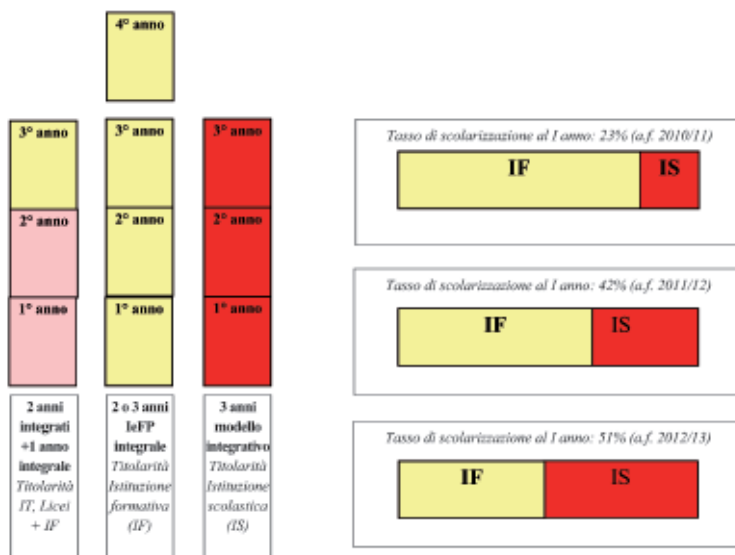 4° anno
3° anno
3° anno
3° anno
2° anno
2° anno
2° anno
1° anno
1° anno
1° anno
2 anni
integrati
+1 anno
integrale
Titolarità
IT, Licei
+ IF
2 o 3 anni
IeFP
integrale
Titolarità
Istituzione
formativa
(IF)
3 anni
modello
integrativo
Titolarità
Istituzione
scolastica
(IS)
Tasso di scolarizzazione al I anno: 23% (a.f. 2010/11)
IF IS
Tasso di scolarizzazione al I anno: 42% (a.f. 2011/12)
IF IS
Tasso di scolarizzazione al I anno: 51% (a.f. 2012/13)
IF IS